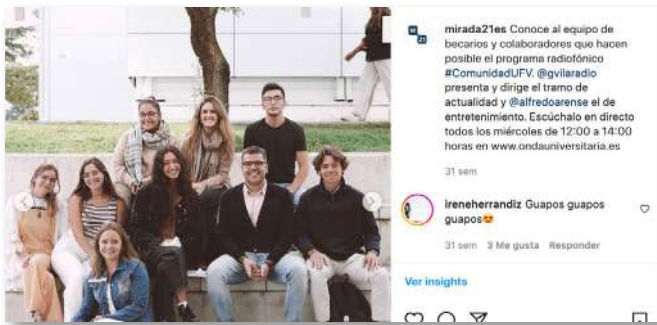 M
21
mirada21es Conoce al equipo de
becarios y colaboradores que hacen
posible el programa radiofónico
#ComunidadUFV. @gvilaradio
presenta y dirige el tramo de
actualidad y @alfredoarense el de
entretenimiento. Escúchalo en directo
todos los miércoles de 12:00 a 14:00
horas en www.ondauniversitaria.es
31 sem
ireneherrandiz Guapos guapos
guapos😍
31 sem 3 Me gusta Responder
Ver insights